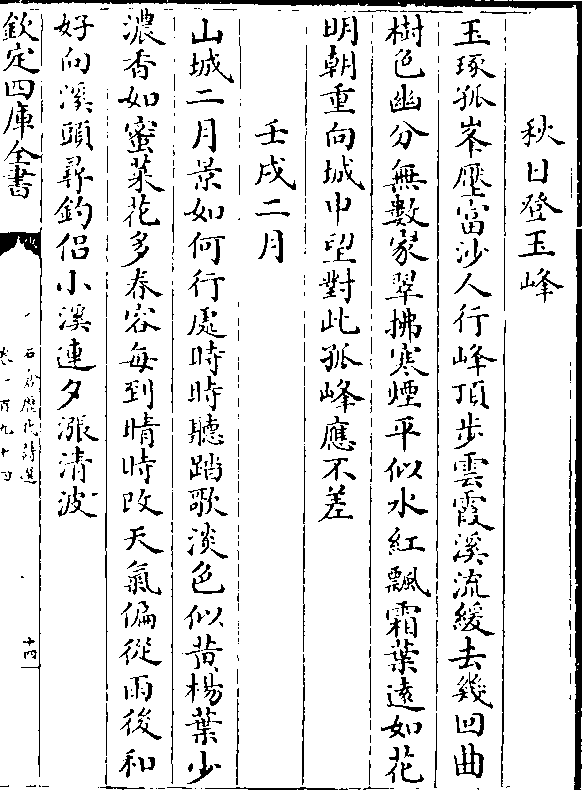 秋日登玉峰
玉琢孤峯壓富沙人行峰頂步雲霞溪流緩去幾回曲
樹色幽分無數家翠拂寒煙平似水紅飄霜葉遠如花
明朝重向城中望對此孤峰應不差
壬戌二月
山城二月景如何行處時時聽踏歌淡色似黄楊葉少
濃香如蜜菜花多春容每到晴時改天氣偏從雨後和
好向溪頭尋釣侣小溪連夕漲清波
欽定四庫全書
石倉歴代詩選
卷一百九十四
十四